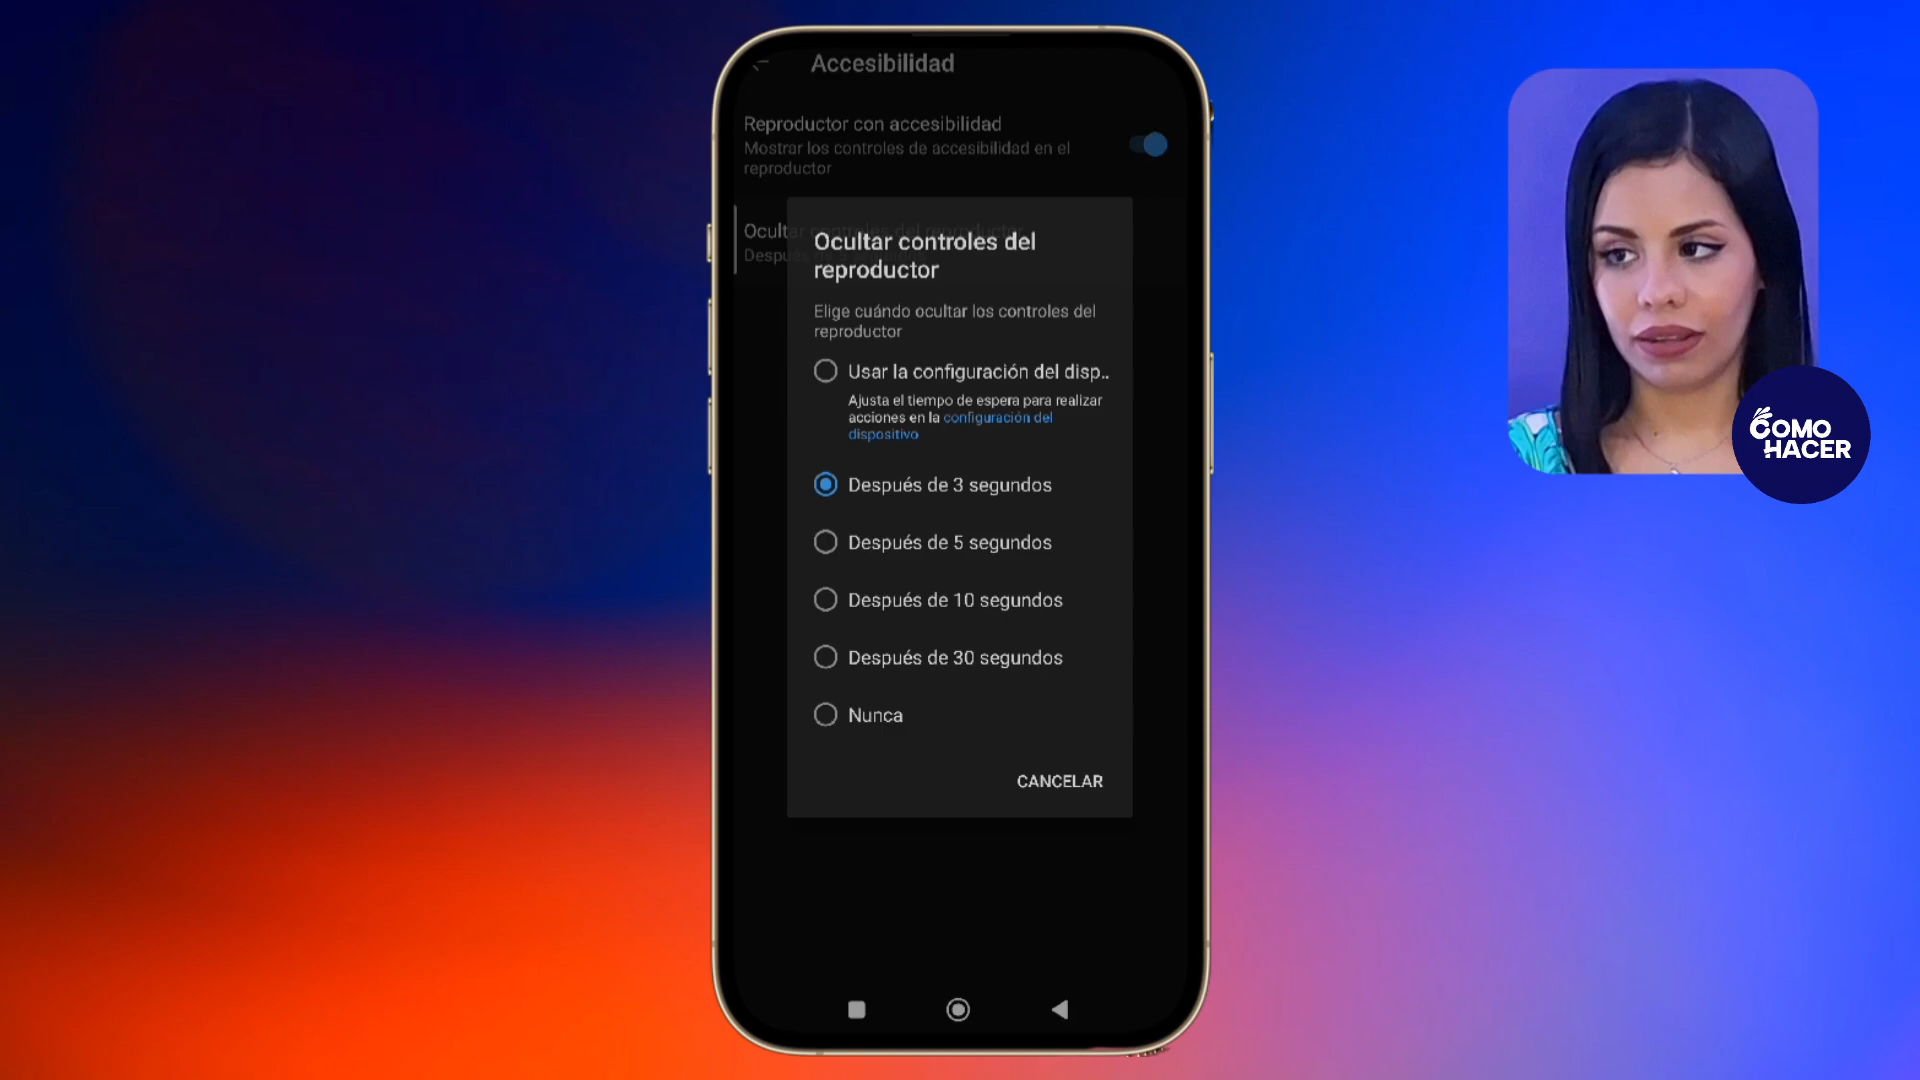 Accesibilidad
Reproductor con accesibilidad
Mostrar los controles de accesibilidad en el
reproductor
Ocultar controles del
reproductor
Elige cuándo ocultar los controles del
reproductor
Usar la configuración del disp..
Ajusta el tiempo de espera para realizar
acciones en la configuración del
dispositivo
Después de 3 segundos
Después de 5 segundos
Después de 10 segundos
Después de 30 segundos
Nunca
CANCELAR
COMO
HACER